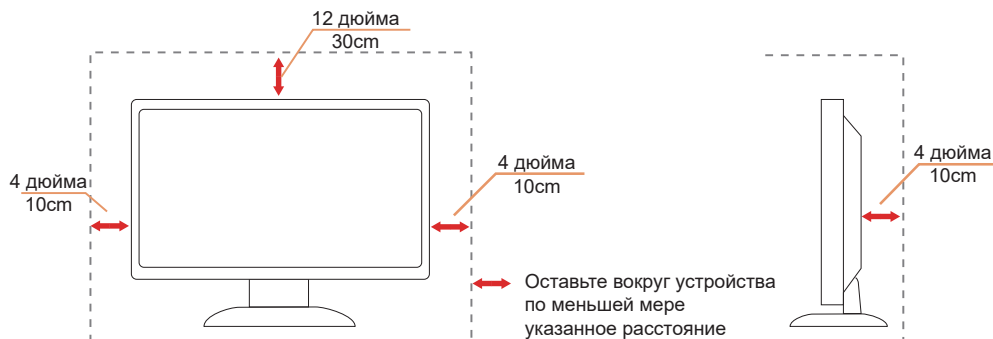 12 дюйма
30cm
4 дюйма
10cm
4 дюйма
10cm
4 дюйма
10cm
Оставьте вокруг устройства
по меньшей мере
указанное расстояние